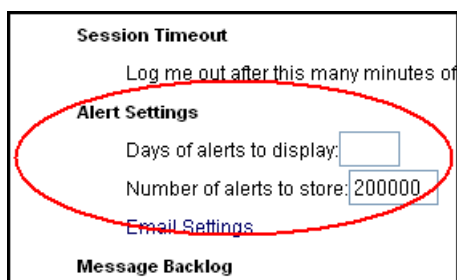 Session Timeout
Log me out after this many minutes of
Alert Settings
Days of alerts to display:
Number of alerts to store: 200000
Email Settings
Message Backlog